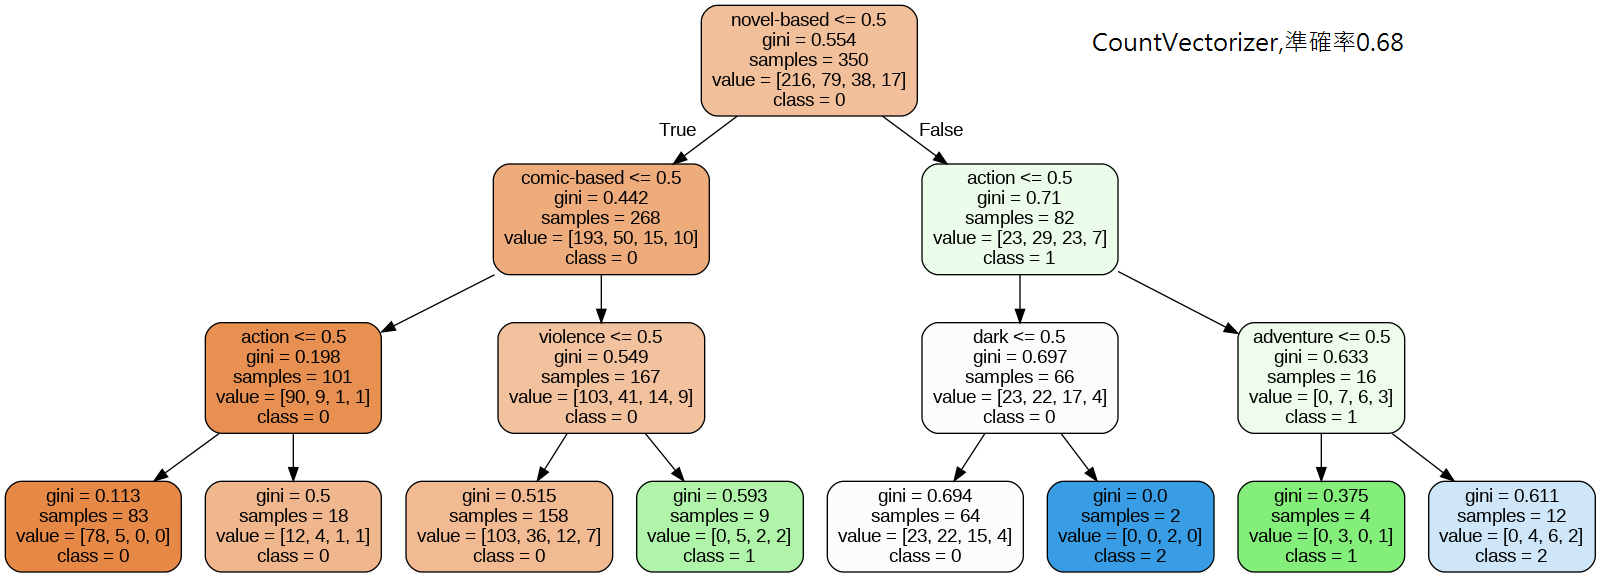 novel-based <= 0.5
gini = 0.554
samples = 350
value = [216, 79, 38, 17]
class = 0
CountVectorizer,準確率0.68
True
False
comic-based <= 0.5
gini = 0.442
samples = 268
value = [193, 50, 15, 10]
class = 0
action <= 0.5
gini = 0.71
samples = 82
value = [23, 29, 23, 7]
class = 1
action <= 0.5
gini = 0.198
samples = 101
value = [90, 9, 1, 1]
class = 0
violence <= 0.5
gini = 0.549
samples = 167
value = [103, 41, 14, 9]
class = 0
dark <= 0.5
gini = 0.697
samples = 66
value = [23, 22, 17, 4]
class = 0
adventure <= 0.5
gini = 0.633
samples = 16
value = [0, 7, 6, 3]
class = 1
gini = 0.113
samples = 83
value = [78, 5, 0, 0]
class = 0
gini = 0.5
samples = 18
value = [12, 4, 1, 1]
class = 0
gini = 0.515
samples = 158
value = [103, 36, 12, 7]
class = 0
gini = 0.593
samples = 9
value = [0, 5, 2, 2]
class = 1
gini = 0.694
samples = 64
value = [23, 22, 15, 4]
class = 0
gini = 0.0
samples = 2
value = [0, 0, 2, 0]
class = 2
gini = 0.375
samples = 4
value = [0, 3, 0, 1]
class = 1
gini = 0.611
samples = 12
value = [0, 4, 6, 2]
class = 2